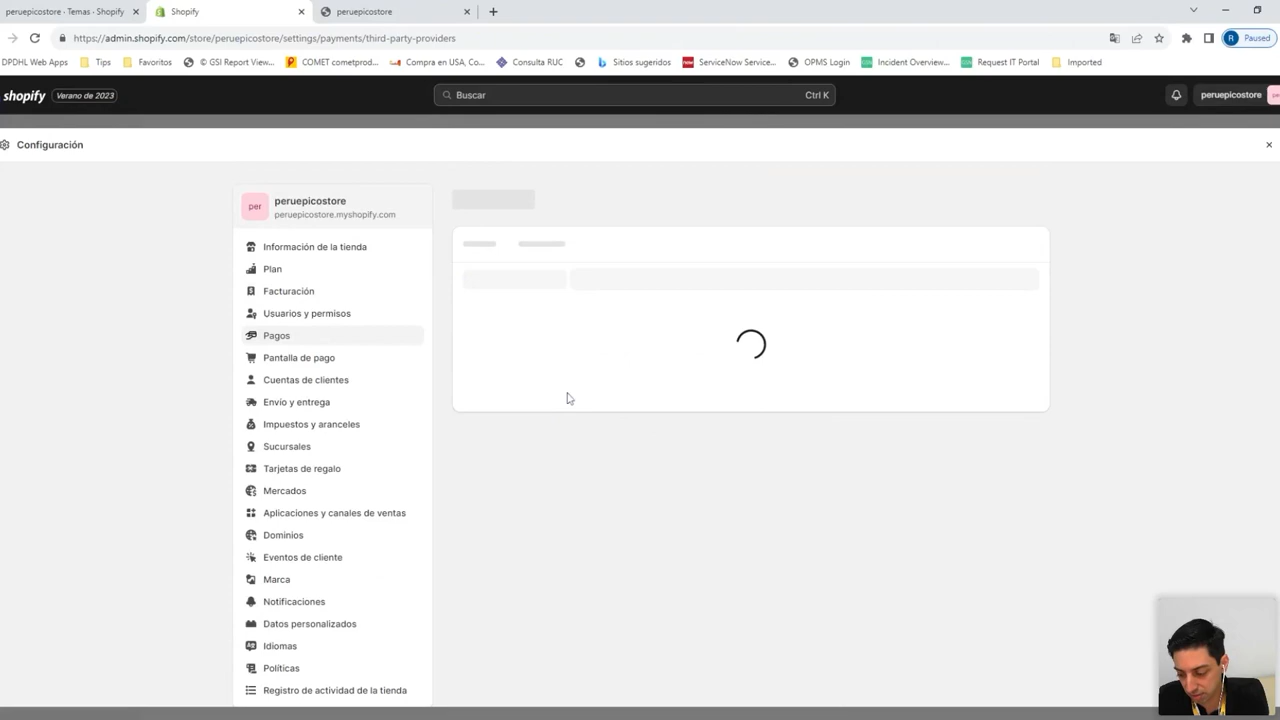 peruepicostore · Temas · Shopify
Shopify
peruepicostore
https://admin.shopify.com/store/peruepicostore/settings/payments/third-party-providers
R Paused
DPDHL Web Apps
Tips
Favoritos
© GSI Report View...
COMET cometprod...
Compra en USA, Co...
Consulta RUC
Sitios sugeridos
ServiceNow Service...
OPMS Login
Incident Overview...
Request IT Portal
Imported
shopify
Verano de 2023
Buscar
Ctrl K
peruepicostore
Configuración
per
peruepicostore
peruepicostore.myshopify.com
Información de la tienda
Plan
Facturación
Usuarios y permisos
Pagos
Pantalla de pago
Cuentas de clientes
Envío y entrega
Impuestos y aranceles
Sucursales
Tarjetas de regalo
Mercados
Aplicaciones y canales de ventas
Dominios
Eventos de cliente
Marca
Notificaciones
Datos personalizados
Idiomas
Políticas
Registro de actividad de la tienda